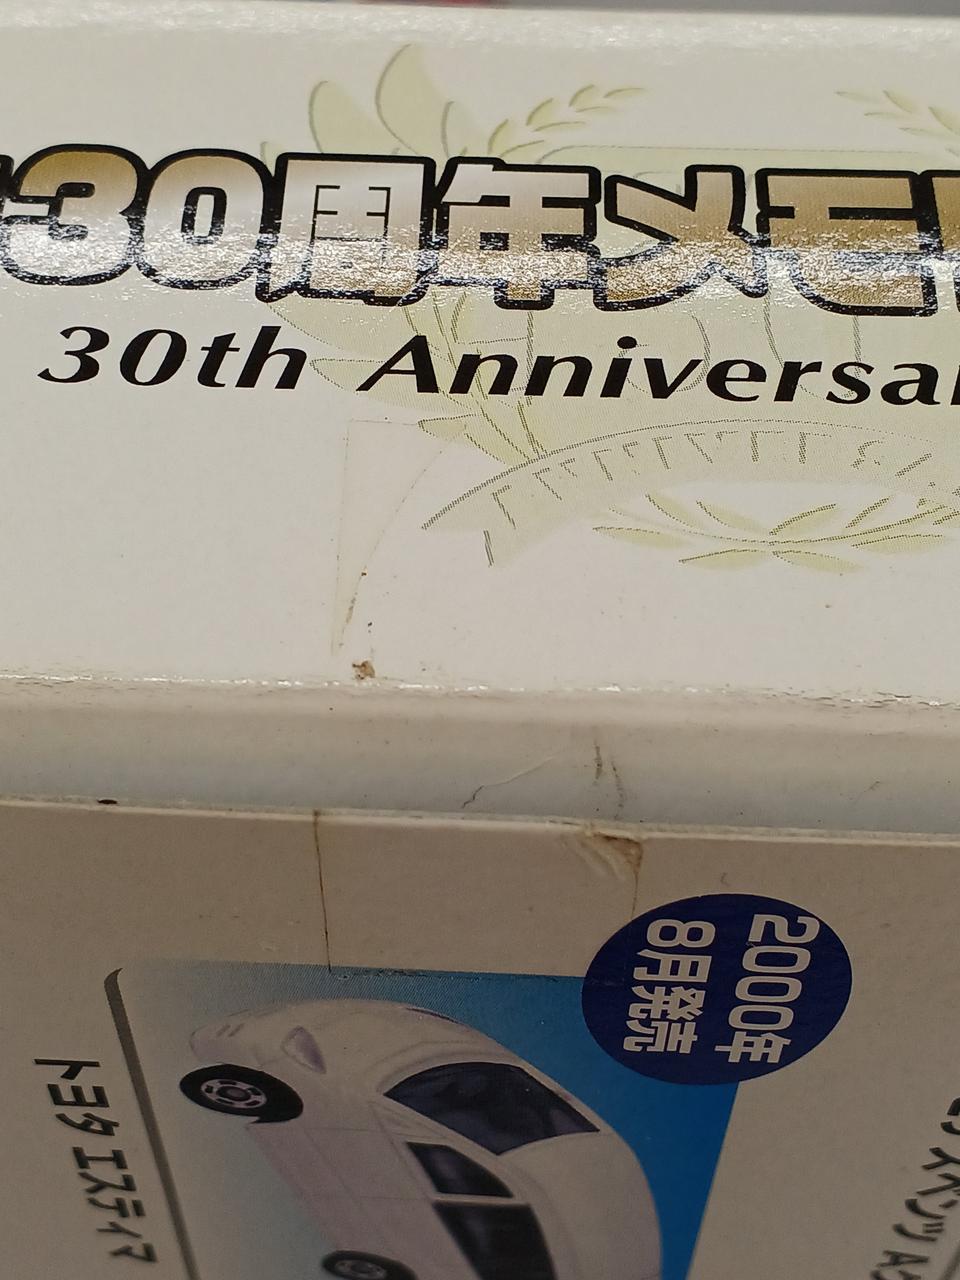 30周年メモ
30th Anniversa
2000年
8月発売
トヨタ エスティマ